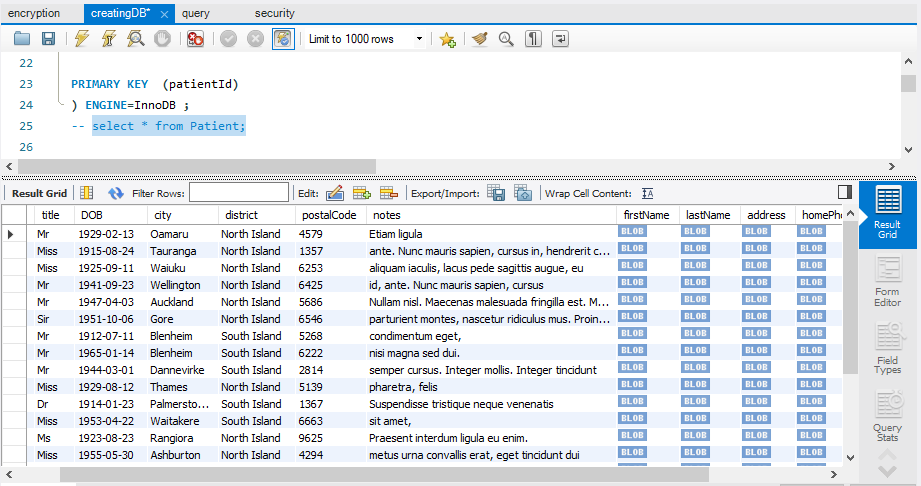 encryption creatingDB* × query security
Limit to 1000 rows
22
23 PRIMARY KEY (patientId)
24 ) ENGINE=InnoDB ;
25 -- select * from Patient;
26
Result Grid Filter Rows: Edit: Export/Import: Wrap Cell Content: IA
title DOB city district postalCode notes firstName lastName address homePho
Mr 1929-02-13 Oamaru North Island 4579 Etiam ligula BLOB BLOB BLOB BLOB
Miss 1915-08-24 Tauranga North Island 1357 ante. Nunc mauris sapien, cursus in, hendrerit c... BLOB BLOB BLOB BLOB
Miss 1925-09-11 Waiuku North Island 6253 aliquam iaculis, lacus pede sagittis augue, eu BLOB BLOB BLOB BLOB
Mr 1941-09-23 Wellington North Island 6425 id, ante. Nunc mauris sapien, cursus BLOB BLOB BLOB BLOB
Mr 1947-04-03 Auckland North Island 5686 Nullam nisl. Maecenas malesuada fringilla est. M... BLOB BLOB BLOB BLOB
Sir 1951-10-06 Gore North Island 6546 parturient montes, nascetur ridiculus mus. Proin... BLOB BLOB BLOB BLOB
Mr 1912-07-11 Blenheim South Island 5268 condimentum eget, BLOB BLOB BLOB BLOB
Mr 1965-01-14 Blenheim South Island 6222 nisi magna sed dui. BLOB BLOB BLOB BLOB
Mr 1944-03-01 Dannevirke South Island 2814 semper cursus. Integer mollis. Integer tincidunt BLOB BLOB BLOB BLOB
Miss 1929-08-12 Thames North Island 5139 pharetra, felis BLOB BLOB BLOB BLOB
Dr 1914-01-23 Palmersto... South Island 1367 Suspendisse tristique neque venenatis BLOB BLOB BLOB BLOB
Miss 1953-04-22 Waitakere South Island 6663 sit amet, BLOB BLOB BLOB BLOB
Ms 1923-08-23 Rangiora North Island 9625 Praesent interdum ligula eu enim. BLOB BLOB BLOB BLOB
Miss 1955-05-30 Ashburton North Island 4294 metus urna convallis erat, eget tincidunt dui BLOB BLOB BLOB BLOB
Result
Grid
Form
Editor
Field
Types
Query
Stats